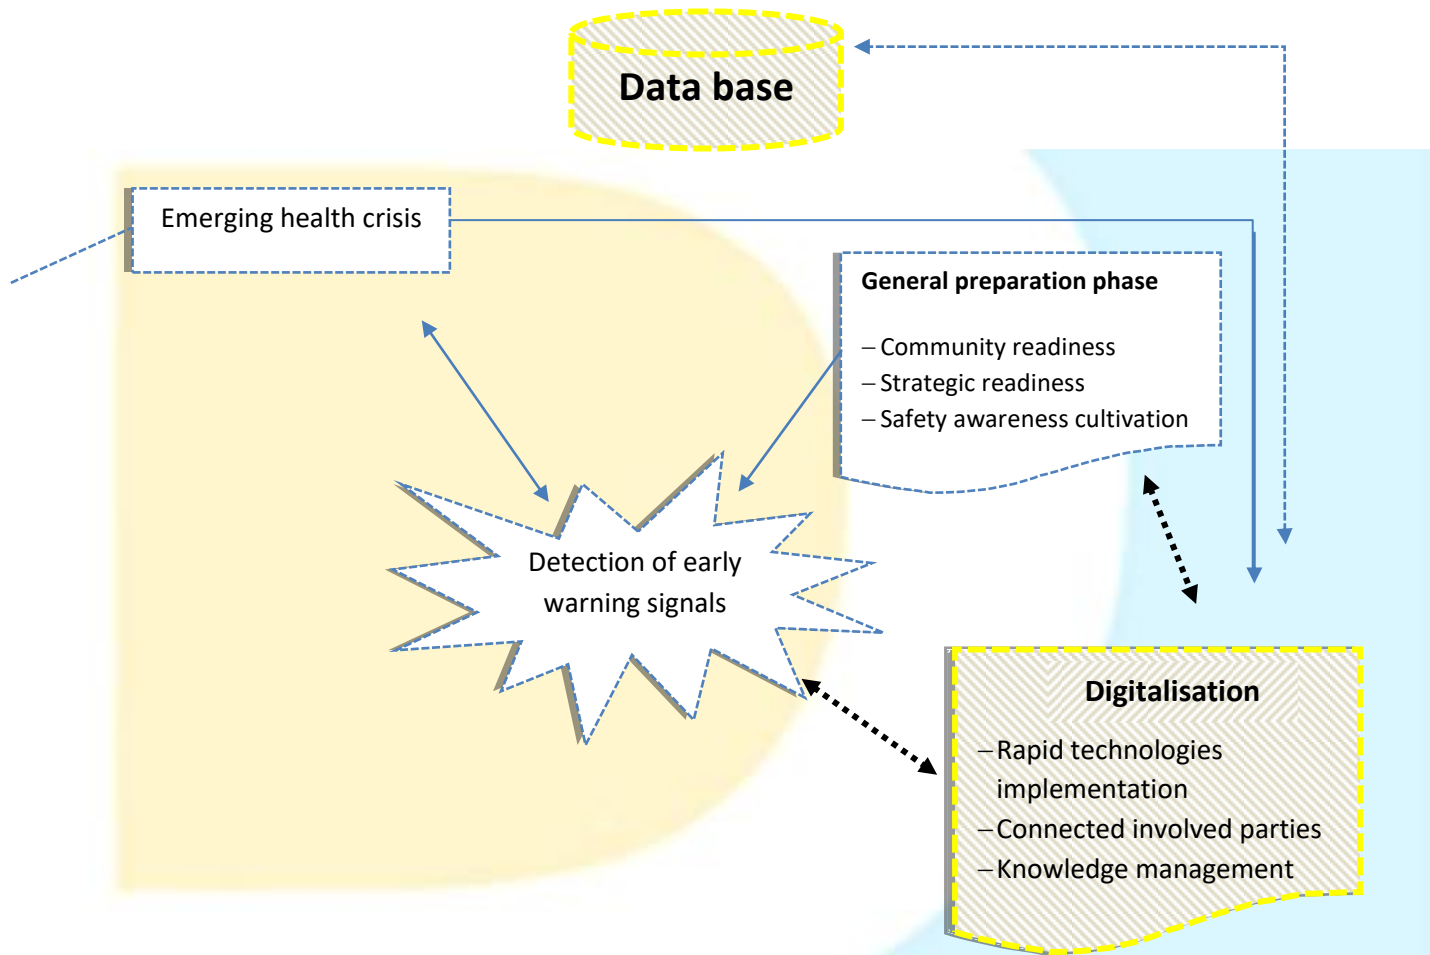 Data base
Emerging health crisis
General preparation phase
– Community readiness
– Strategic readiness
– Safety awareness cultivation
Detection of early
warning signals
Digitalisation
– Rapid technologies
implementation
– Connected involved parties
– Knowledge management